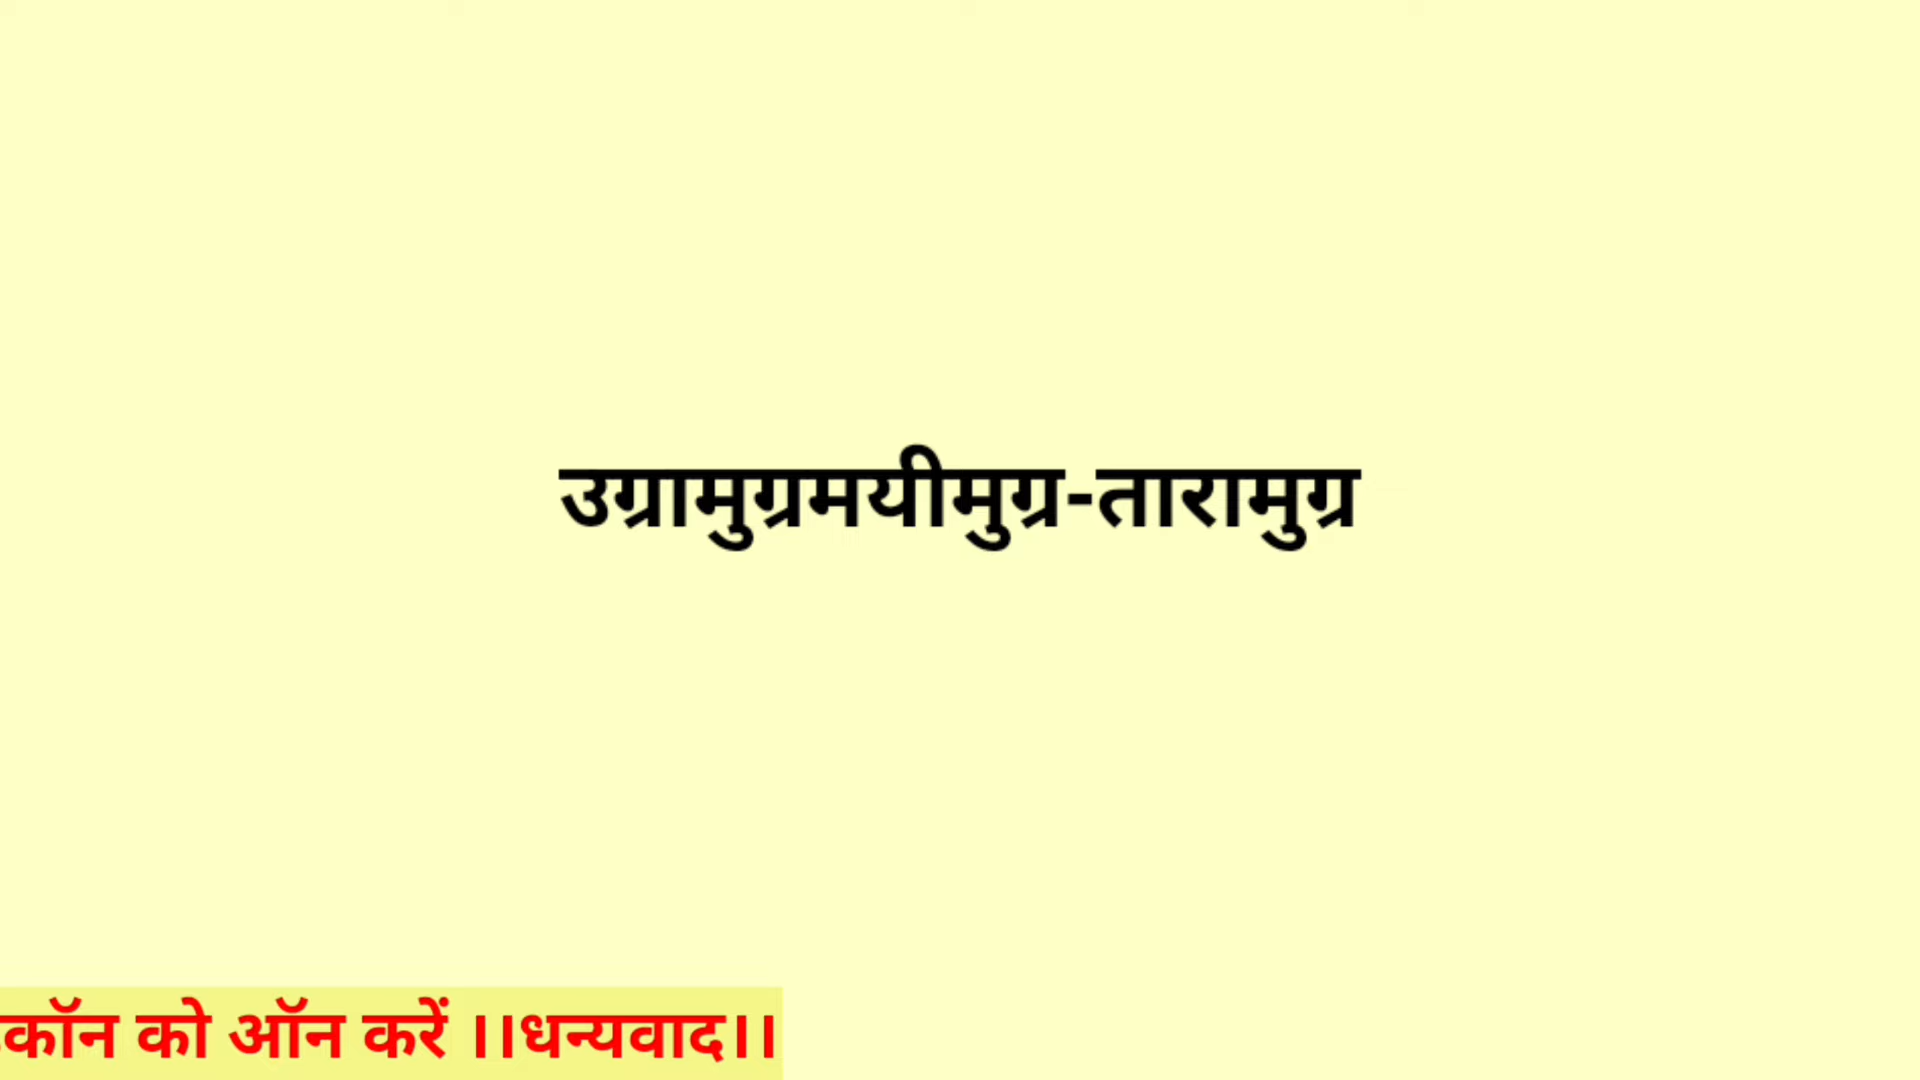 उग्रामुग्रमयीमुग्र-तारामुग्र
को ऑन करें ।।धन्यवाद।।